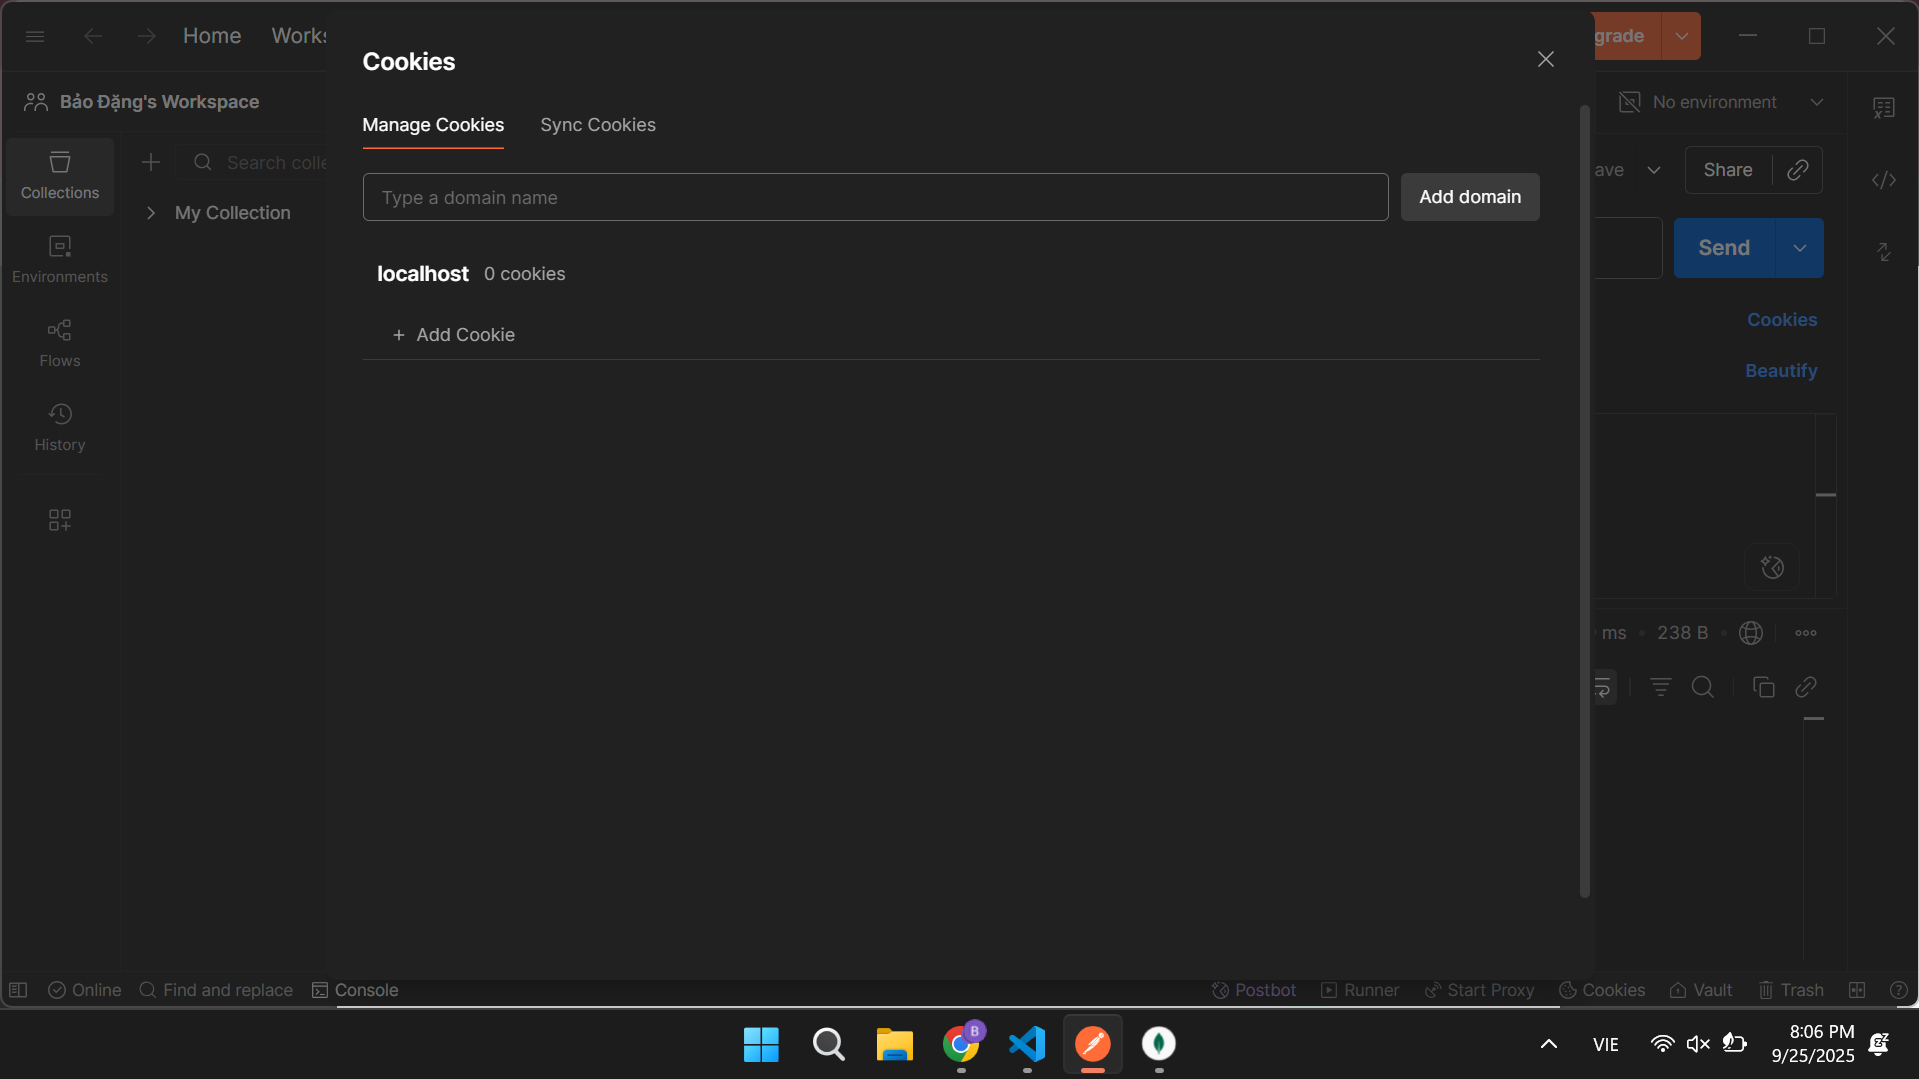 Home Works
grade
Cookies
Bảo Đặng's Workspace
No environment
Manage Cookies Sync Cookies
Collections
Search colle
ave
Share
Type a domain name
Add domain
My Collection
Send
Environments
localhost 0 cookies
Cookies
+ Add Cookie
Flows
Beautify
History
ms • 238 B
Online Find and replace Console
Postbot Runner Start Proxy Cookies Vault Trash
B
VIE
8:06 PM
9/25/2025